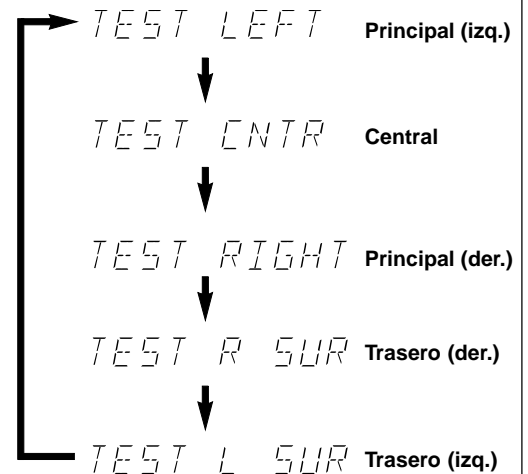 TEST LEFT Principal (izq.)
TEST CNTR Central
TEST RIGHT Principal (der.)
TEST R SUR Trasero (der.)
TEST L SUR Trasero (izq.)